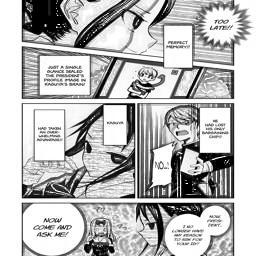 TOO
LATE!!
PERFECT
MEMORY!!
JUST A SINGLE
GLANCE SEARED
THE PRESIDENT'S
PROFILE IMAGE IN
KAGUYA'S BRAIN!
HE
HAD LOST
HIS ONLY
BARGAINING
CHIP!!
KAGUYA
HAD TAKEN
AN
OVER-
WHELMING
ADVANTAGE!
NO...!
NOW
COME AND
ASK ME!
NOW,
PRESI-
DENT,
I NO
LONGER HAVE
ANY REASON
TO ASK FOR
YOUR ID!